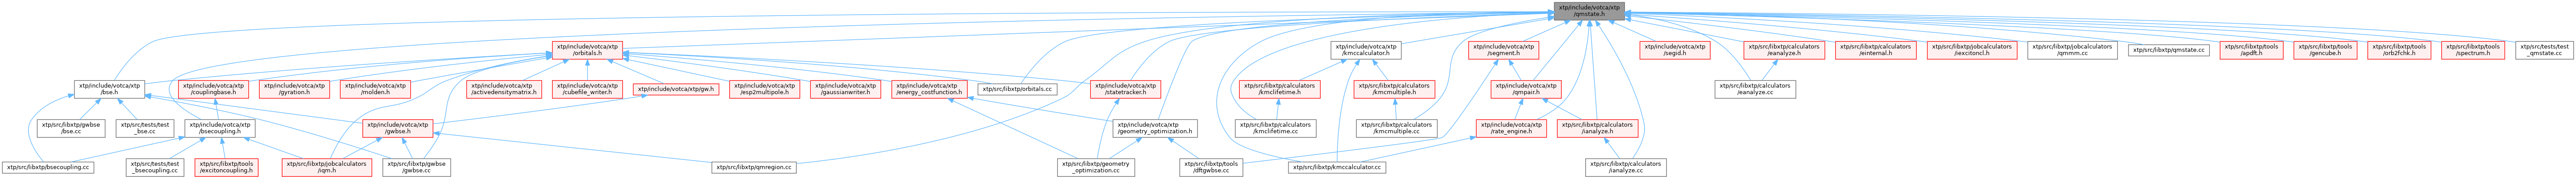 xtp/include/votca/xtp
/qmstate.h
xtp/include/votca/xtp
/orbitals.h
xtp/include/votca/xtp
/kmccalculator.h
xtp/include/votca/xtp
/segment.h
xtp/include/votca/xtp
/segid.h
xtp/src/libxtp/calculators
/eanalyze.h
xtp/src/libxtp/calculators
/einternal.h
xtp/src/libxtp/jobcalculators
/iexcitoncl.h
xtp/src/libxtp/jobcalculators
/qmmm.cc
xtp/src/libxtp/qmstate.cc
xtp/src/libxtp/tools
/apdft.h
xtp/src/libxtp/tools
/gencube.h
xtp/src/libxtp/tools
/orb2fchk.h
xtp/src/libxtp/tools
/spectrum.h
xtp/src/tests/test
_qmstate.cc
xtp/include/votca/xtp
/bse.h
xtp/include/votca/xtp
/couplingbase.h
xtp/include/votca/xtp
/gyration.h
xtp/include/votca/xtp
/molden.h
xtp/include/votca/xtp
/activedensitymatrix.h
xtp/include/votca/xtp
/cubefile_writer.h
xtp/include/votca/xtp/gw.h
xtp/include/votca/xtp
/esp2multipole.h
xtp/include/votca/xtp
/gaussianwriter.h
xtp/include/votca/xtp
/energy_costfunction.h
xtp/src/libxtp/orbitals.cc
xtp/include/votca/xtp
/statetracker.h
xtp/src/libxtp/calculators
/kmclifetime.h
xtp/src/libxtp/calculators
/kmcmultiple.h
xtp/include/votca/xtp
/qmpair.h
xtp/src/libxtp/calculators
/eanalyze.cc
xtp/src/libxtp/gwbse
/bse.cc
xtp/src/tests/test
_bse.cc
xtp/include/votca/xtp
/bsecoupling.h
xtp/include/votca/xtp
/gwbse.h
xtp/include/votca/xtp
/geometry_optimization.h
xtp/src/libxtp/calculators
/kmclifetime.cc
xtp/src/libxtp/calculators
/kmcmultiple.cc
xtp/include/votca/xtp
/rate_engine.h
xtp/src/libxtp/calculators
/ianalyze.h
xtp/src/libxtp/bsecoupling.cc
xtp/src/tests/test
_bsecoupling.cc
xtp/src/libxtp/tools
/excitoncoupling.h
xtp/src/libxtp/jobcalculators
/iqm.h
xtp/src/libxtp/gwbse
/gwbse.cc
xtp/src/libxtp/qmregion.cc
xtp/src/libxtp/geometry
_optimization.cc
xtp/src/libxtp/tools
/dftgwbse.cc
xtp/src/libxtp/kmccalculator.cc
xtp/src/libxtp/calculators
/ianalyze.cc